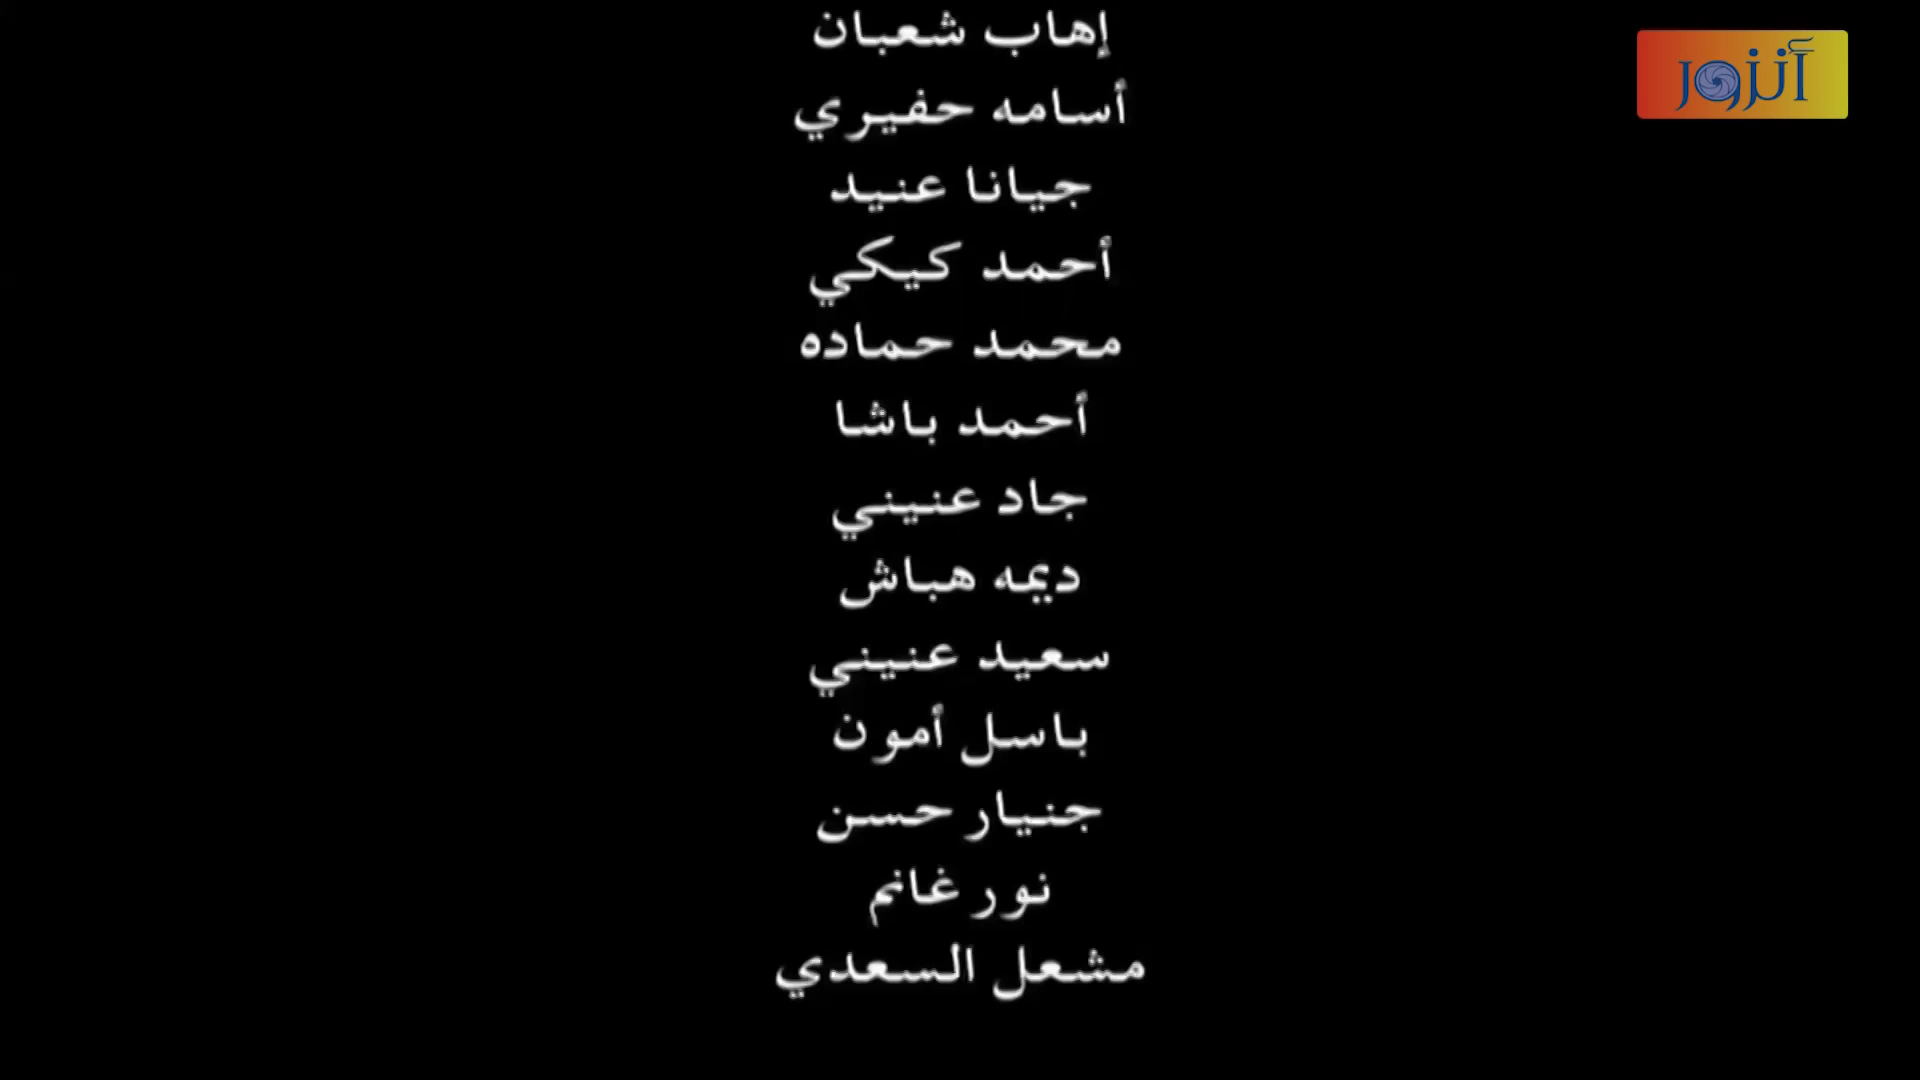 إهاب شعبان
أسامه حفيري
جيانا عنيد
أحمد كيكي
محمد حماده
أحمد باشا
جاد عنيني
ديمه هباش
سعيد عنيني
باسل أمون
جنيار حسن
نور غانم
مشعل السعدي
آنزور